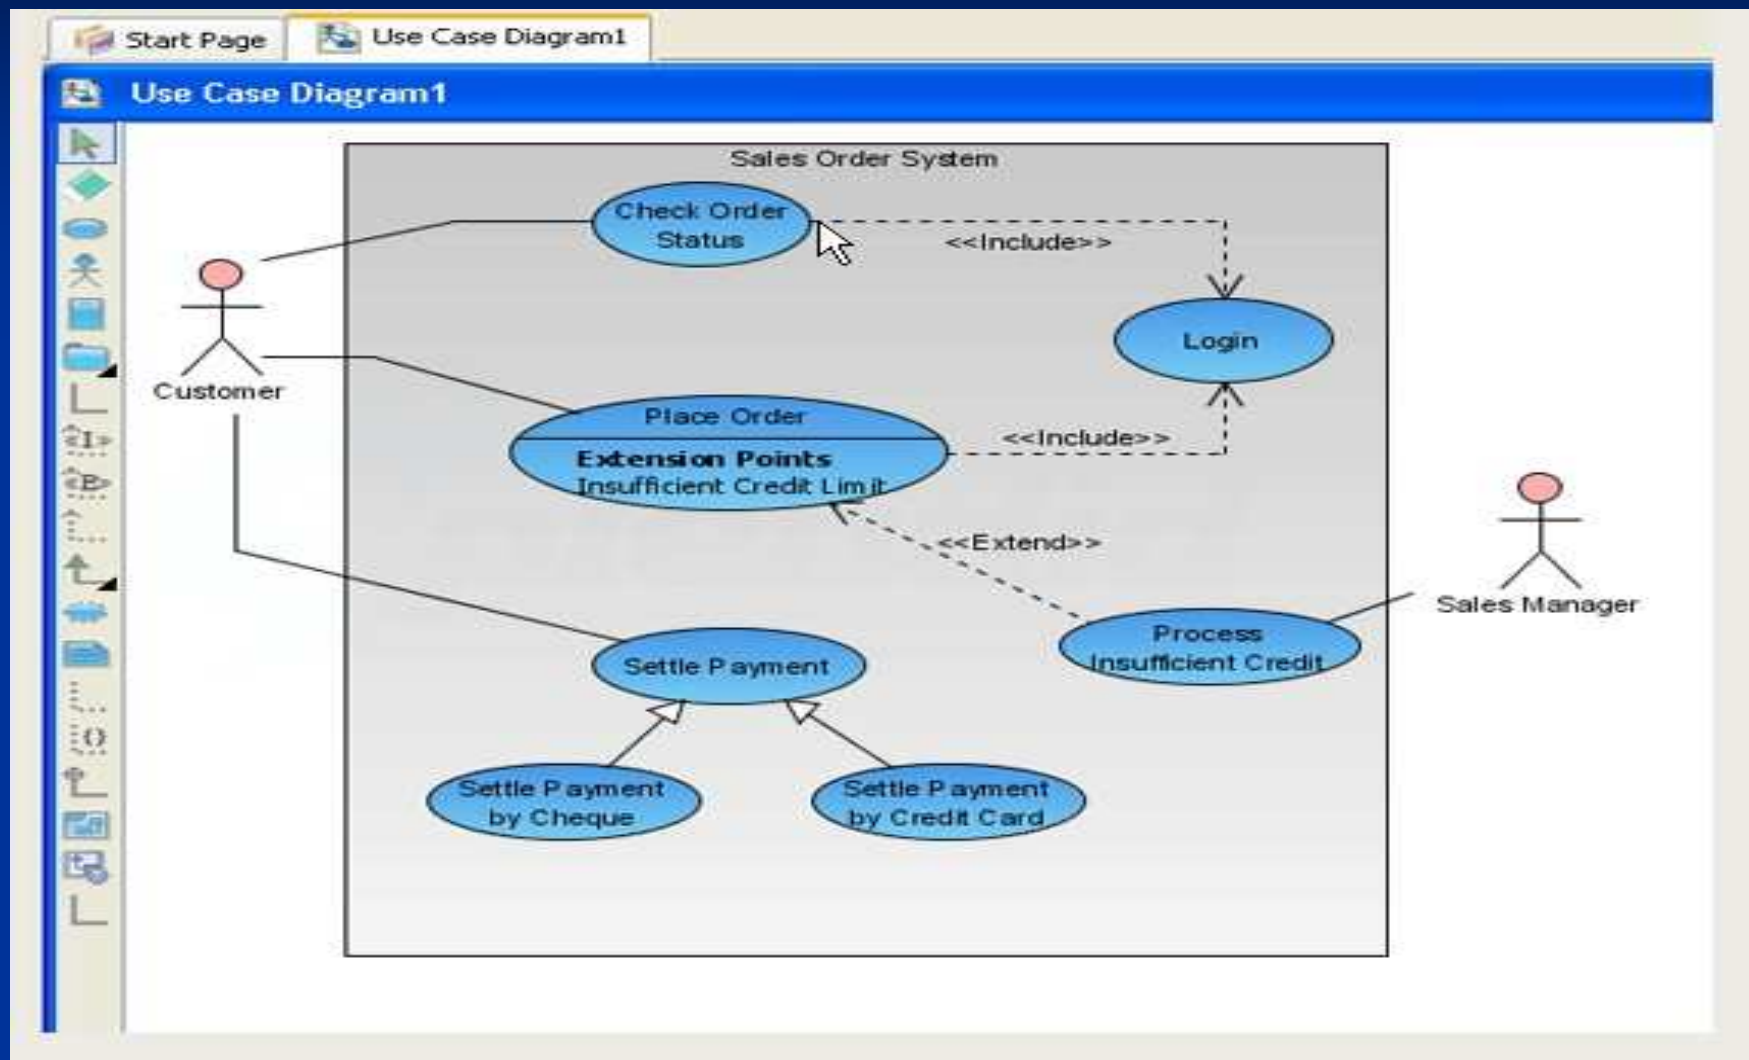 Start Page
Use Case Diagram1
Use Case Diagram1
Sales Order System
Check Order
Status
<<Include>>
Login
Customer
Place Order
<<Include>>
Extension Points
Insufficient Credit Limit
<<Extend>>
Sales Manager
Process
Insufficient Credit
Settle Payment
Settle Payment
by Cheque
Settle Payment
by Credit Card